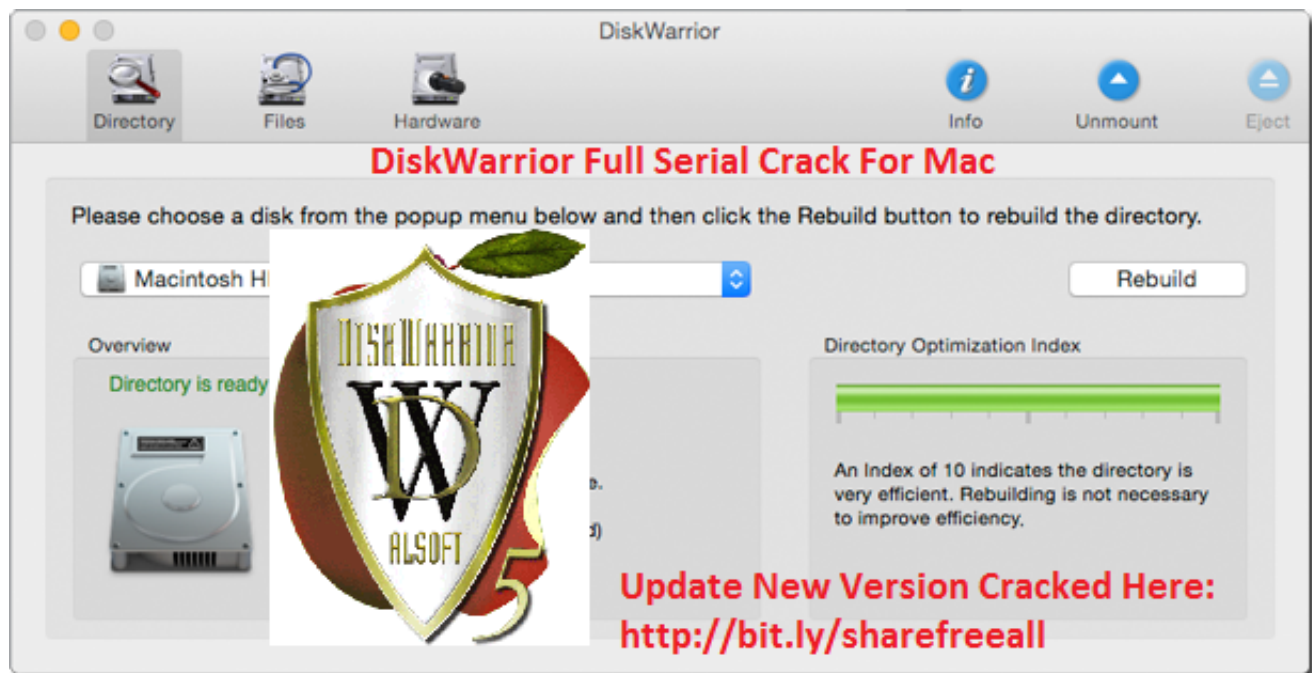 DiskWarrior
Directory Files Hardware Info Unmount Eject
DiskWarrior Full Serial Crack For Mac
Please choose a disk from the popup menu below and then click the Rebuild button to rebuild the directory.
Macintosh H
Rebuild
Overview
Directory is ready
e.
d)
Directory Optimization Index
An Index of 10 indicates the directory is
very efficient. Rebuilding is not necessary
to improve efficiency.
DISKWARRIOR
DW
ALSOFT
5
Update New Version Cracked Here:
http://bit.ly/sharefreeall